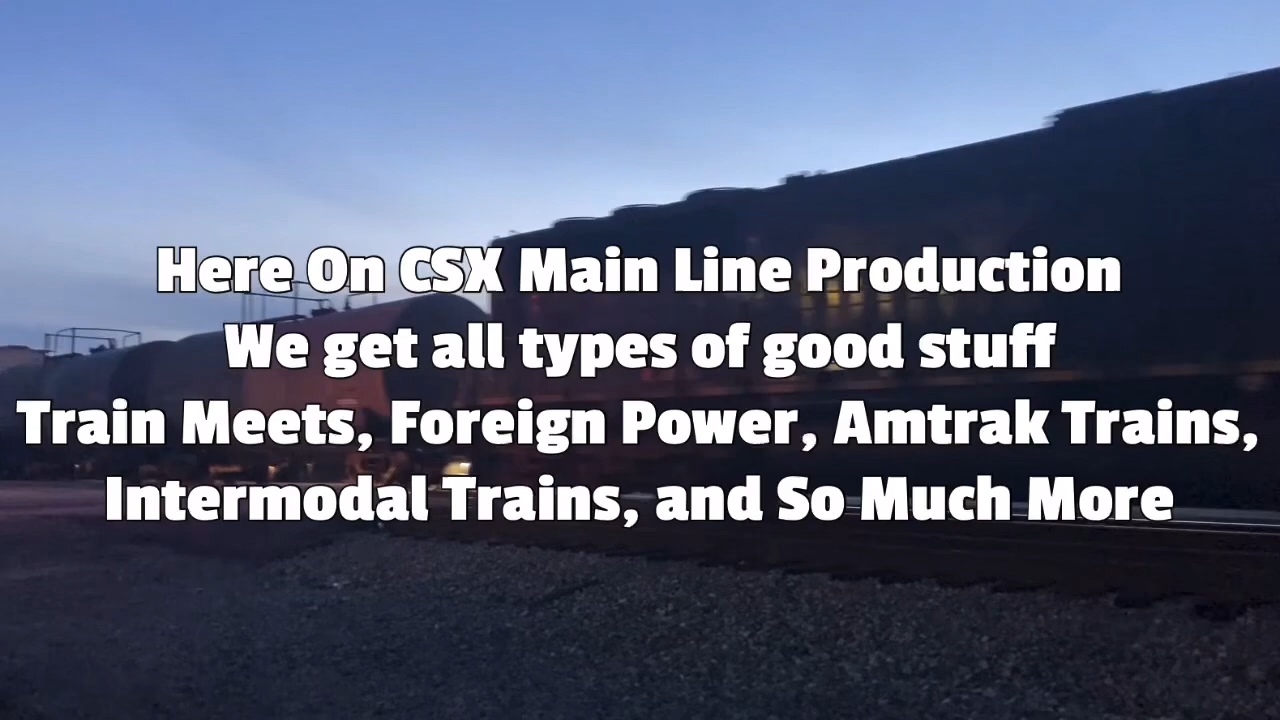 Here On CSX Main Line Production
We get all types of good stuff
Train Meets, Foreign Power, Amtrak Trains,
Intermodal Trains, and So Much More